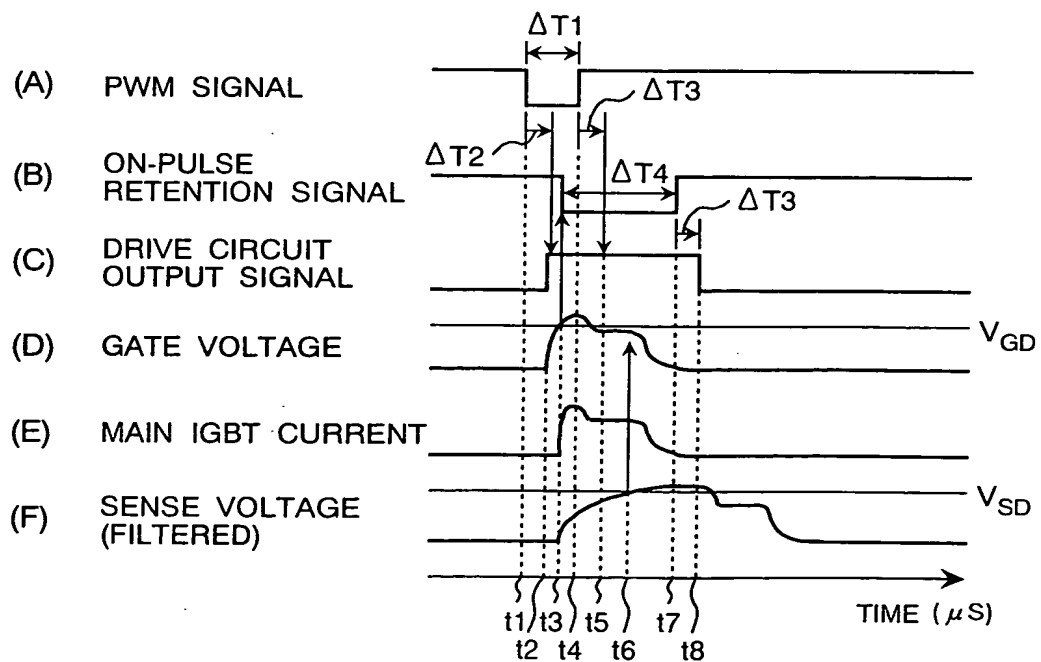 ΔT1
(A) PWM SIGNAL
ΔT3
ΔT2
(B) ON-PULSE
RETENTION SIGNAL
ΔT4
ΔT3
(C) DRIVE CIRCUIT
OUTPUT SIGNAL
(D) GATE VOLTAGE
VGD
(E) MAIN IGBT CURRENT
(F) SENSE VOLTAGE
(FILTERED)
VSD
t1 t3 t5 t7
t2 t4 t6 t8
TIME (μS)